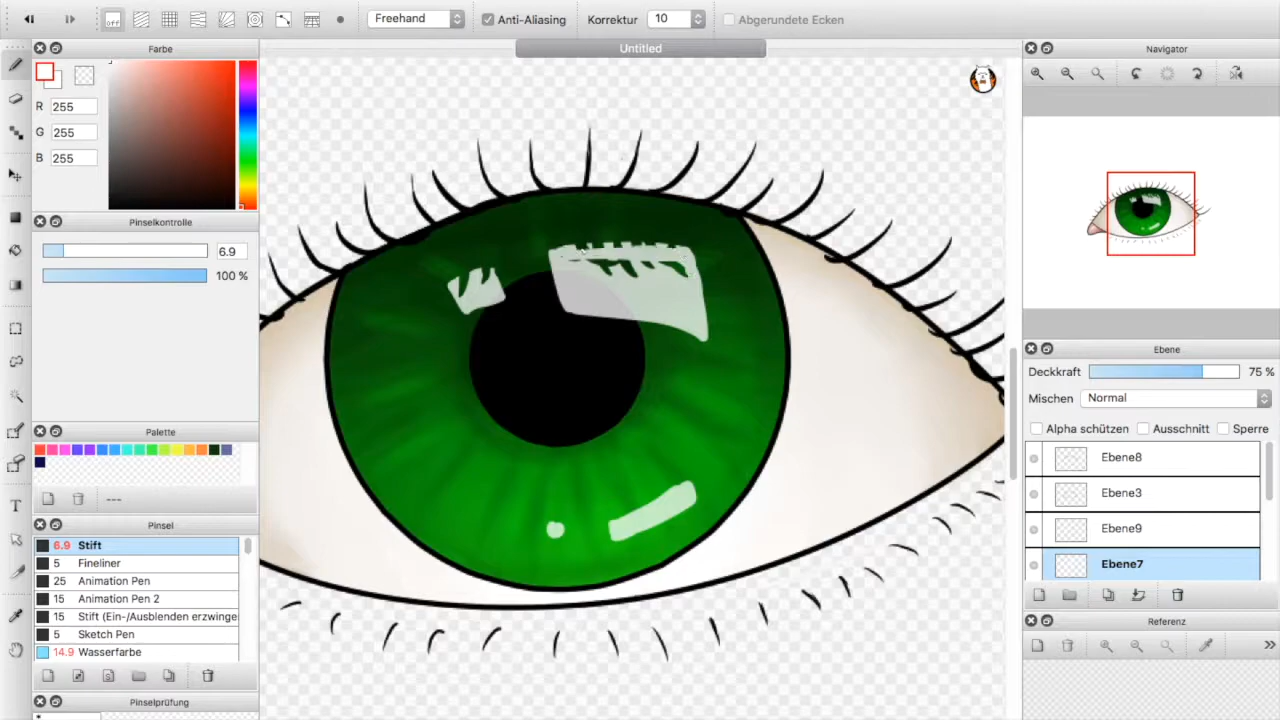 off Freehand Anti-Aliasing Korrektur 10 Abgerundete Ecken
Untitled
Farbe
R 255
G 255
B 255
Pinselkontrolle
6.9
100 %
Palette
---
Pinsel
6.9 Stift
5 Fineliner
25 Animation Pen
15 Animation Pen 2
15 Stift (Ein-/Ausblenden erzwinge
5 Sketch Pen
14.9 Wasserfarbe
Pinselprüfung
Navigator
Ebene
Deckkraft 75 %
Mischen Normal
Alpha schützen Ausschnitt Sperre
Ebene8
Ebene3
Ebene9
Ebene7
Referenz